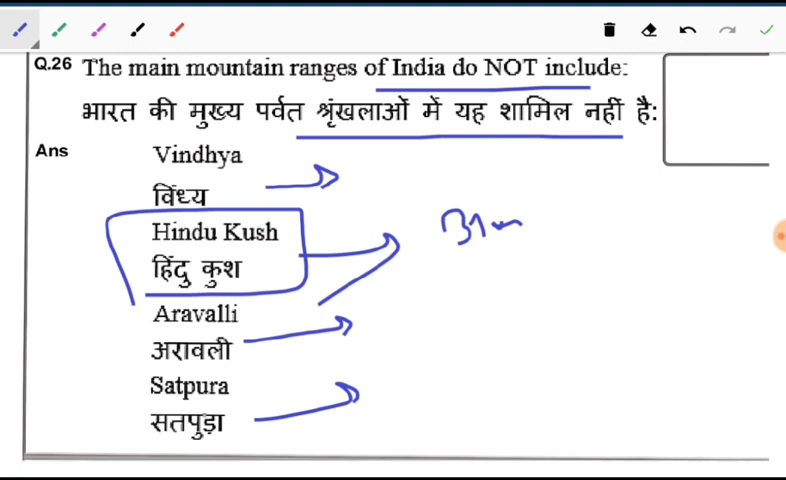 Q.26 The main mountain ranges of India do NOT include:
भारत की मुख्य पर्वत श्रृंखलाओं में यह शामिल नहीं है:
Ans
Vindhya
विंध्य
Hindu Kush
हिंदु कुश
Aravalli
अरावली
Satpura
सतपुड़ा